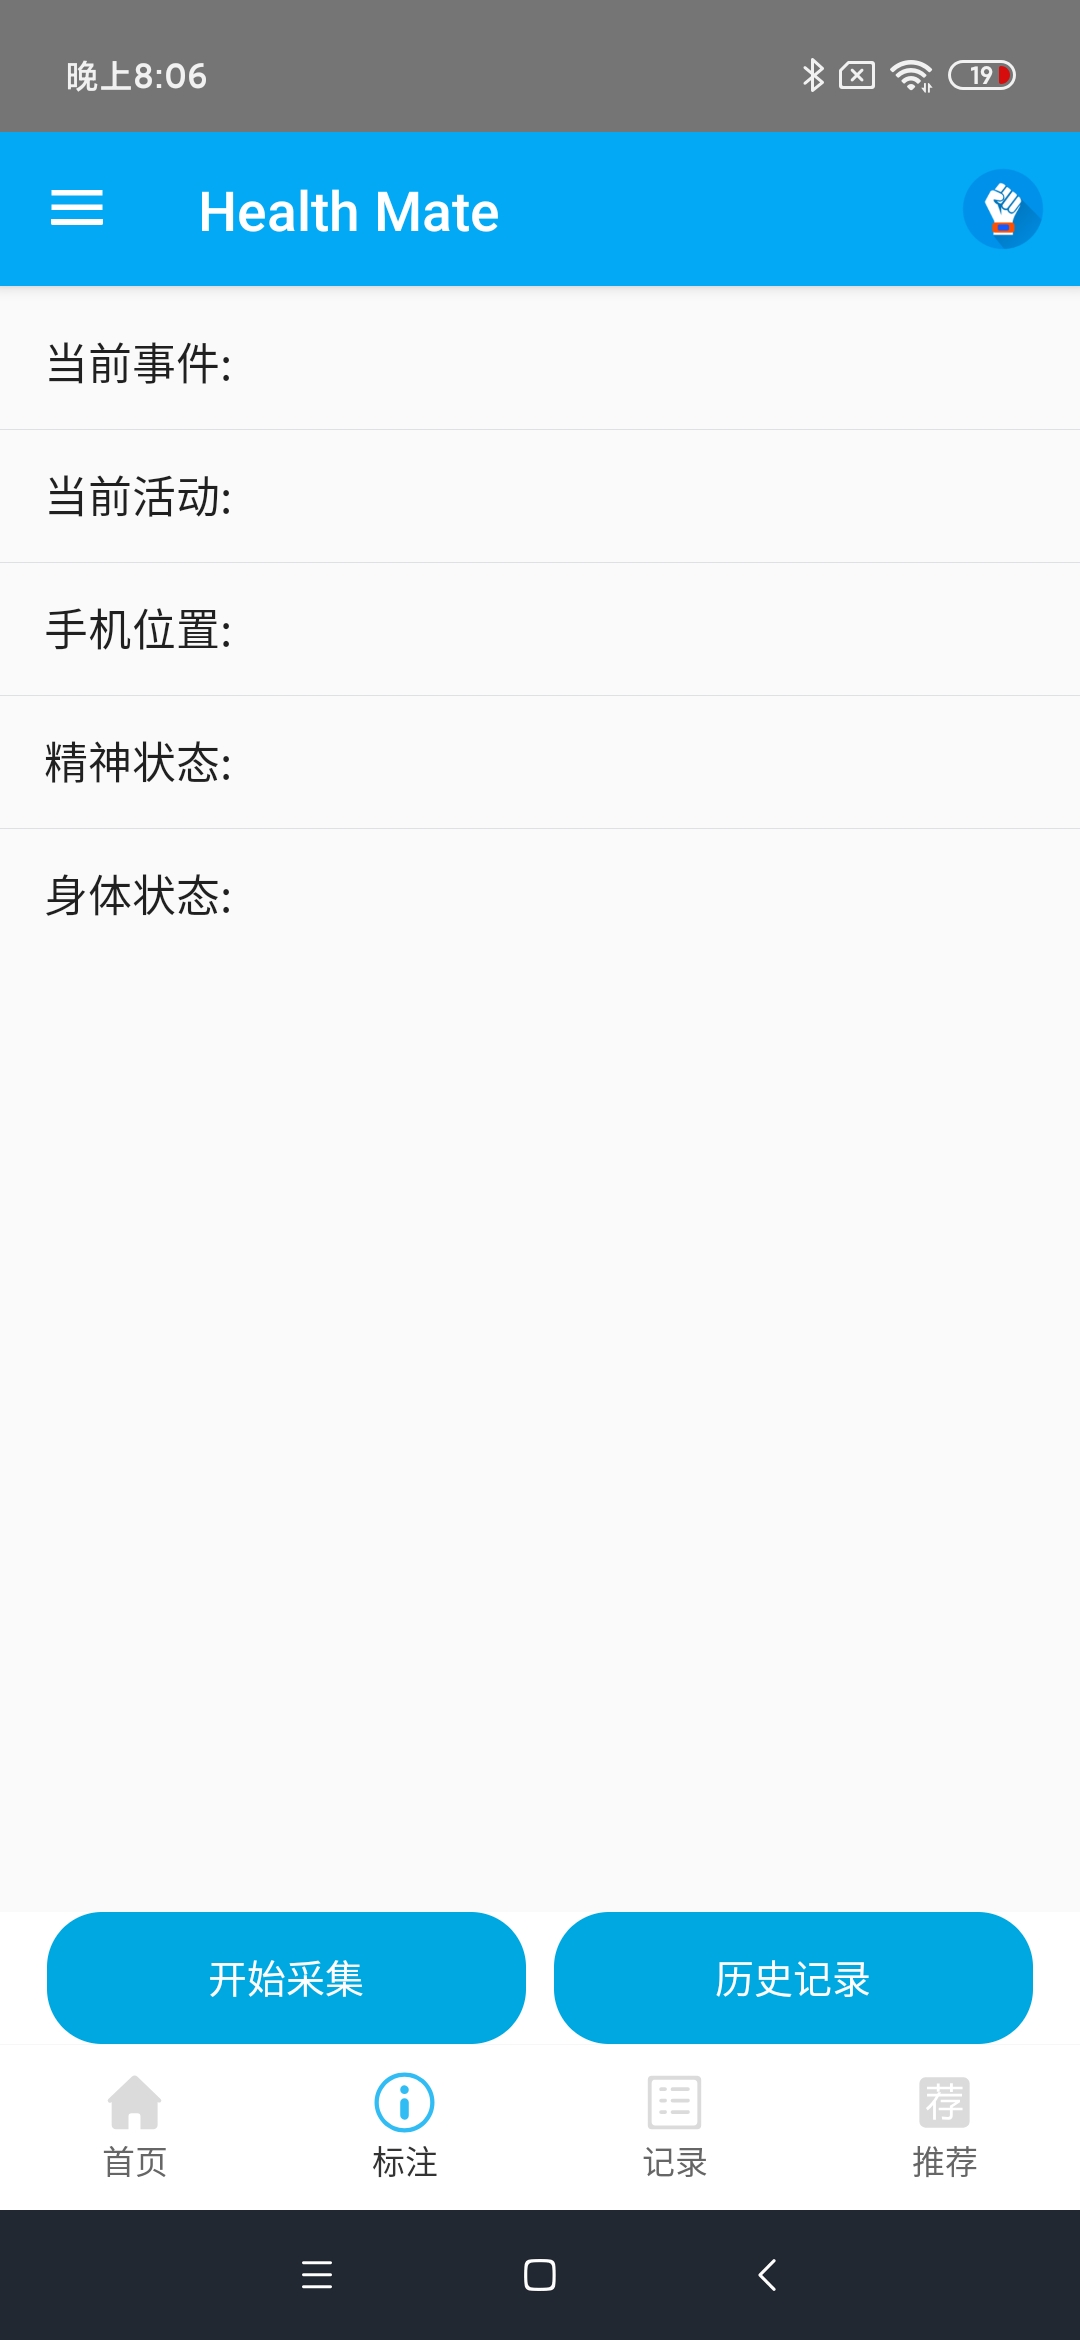 晚上8:06
19
Health Mate
当前事件:
当前活动:
手机位置:
精神状态:
身体状态:
开始采集 历史记录
荐
首页 标注 记录 推荐